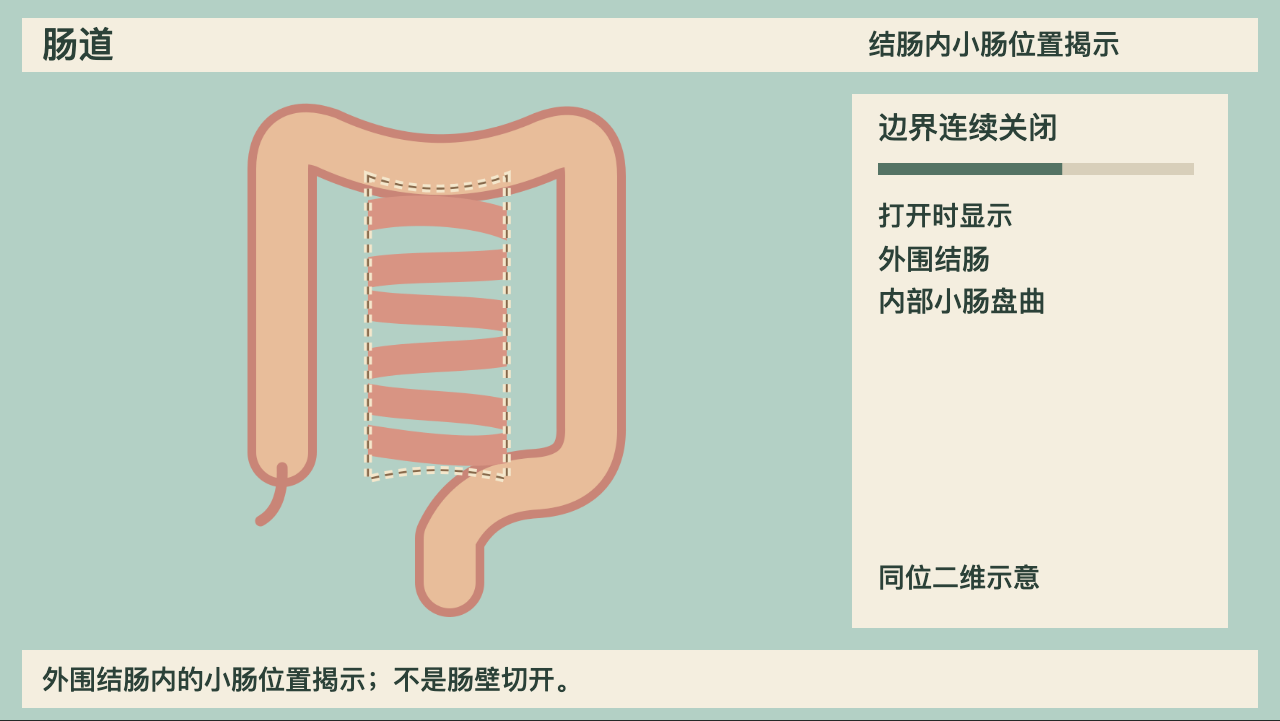 肠道
结肠内小肠位置揭示
边界连续关闭
打开时显示
外围结肠
内部小肠盘曲
同位二维示意
外围结肠内的小肠位置揭示；不是肠壁切开。